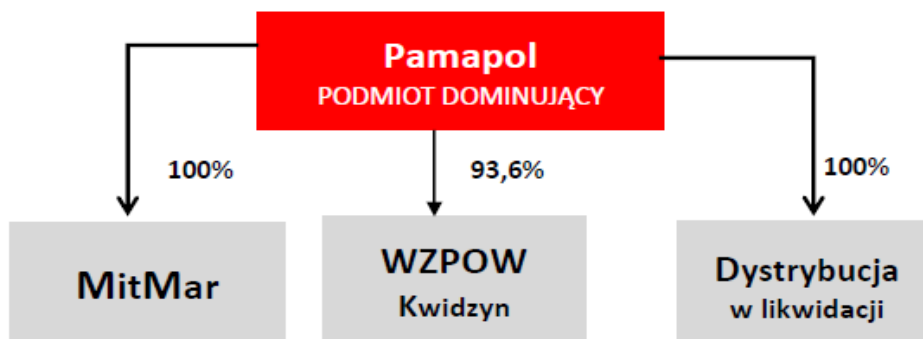 Pamapol
PODMIOT DOMINUJĄCY
100%
93,6%
100%
MitMar
WZPOW
Kwidzyn
Dystrybucja
w likwidacji